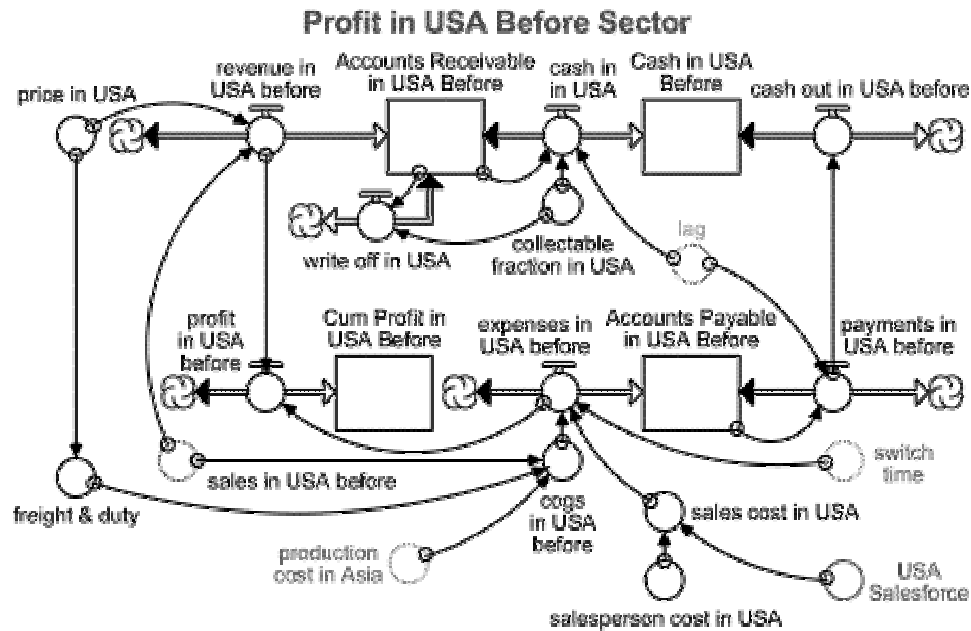 Profit in USA Before Sector
price in USA
revenue in
USA before
Accounts Receivable
in USA Before
cash in
in USA
Cash in USA
Before
cash out in USA before
write off in USA
collectable
fraction in USA
lag
profit
in USA
before
Cum Profit in
USA Before
expenses in
USA before
Accounts Payable
in USA Before
payments in
USA before
freight & duty
sales in USA before
cogs
in USA
before
switch
time
production
cost in Asia
sales cost in USA
salesperson cost in USA
USA
Salesforce